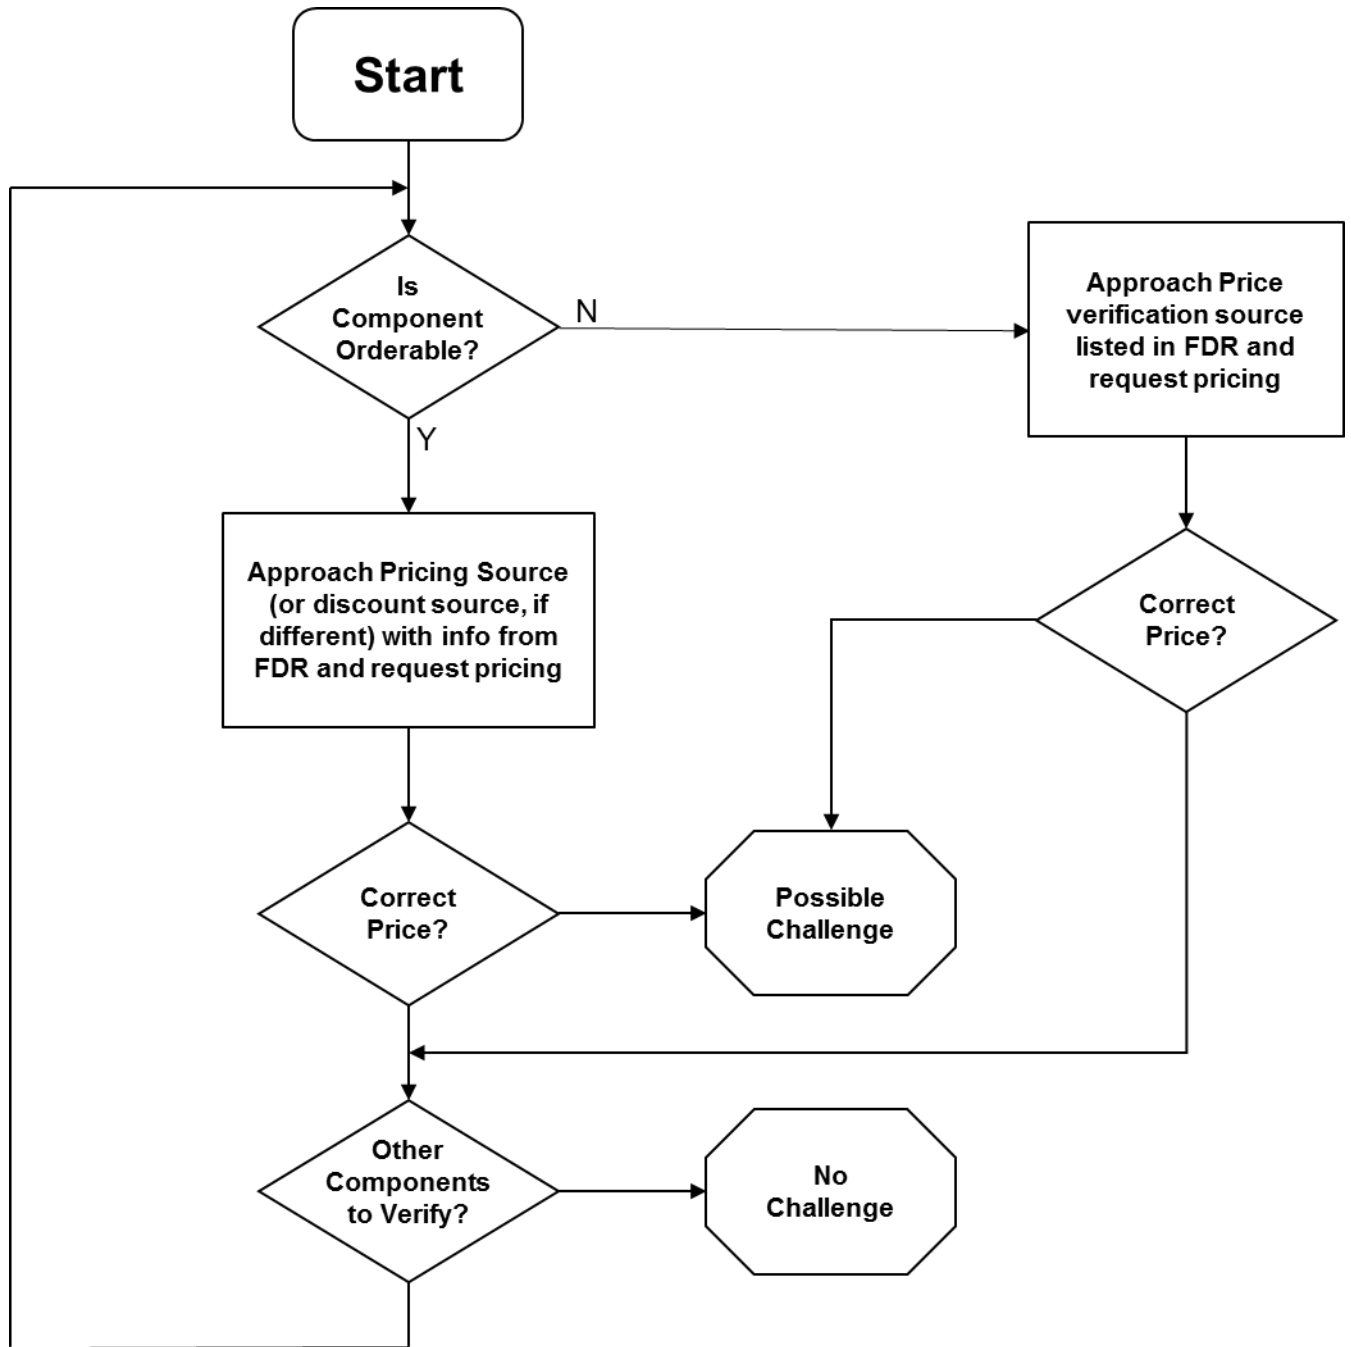 Start
Is
Component
Orderable?
N
Y
Approach Price
verification source
listed in FDR and
request pricing
Approach Pricing Source
(or discount source, if
different) with info from
FDR and request pricing
Correct
Price?
Correct
Price?
Possible
Challenge
Other
Components
to Verify?
No
Challenge